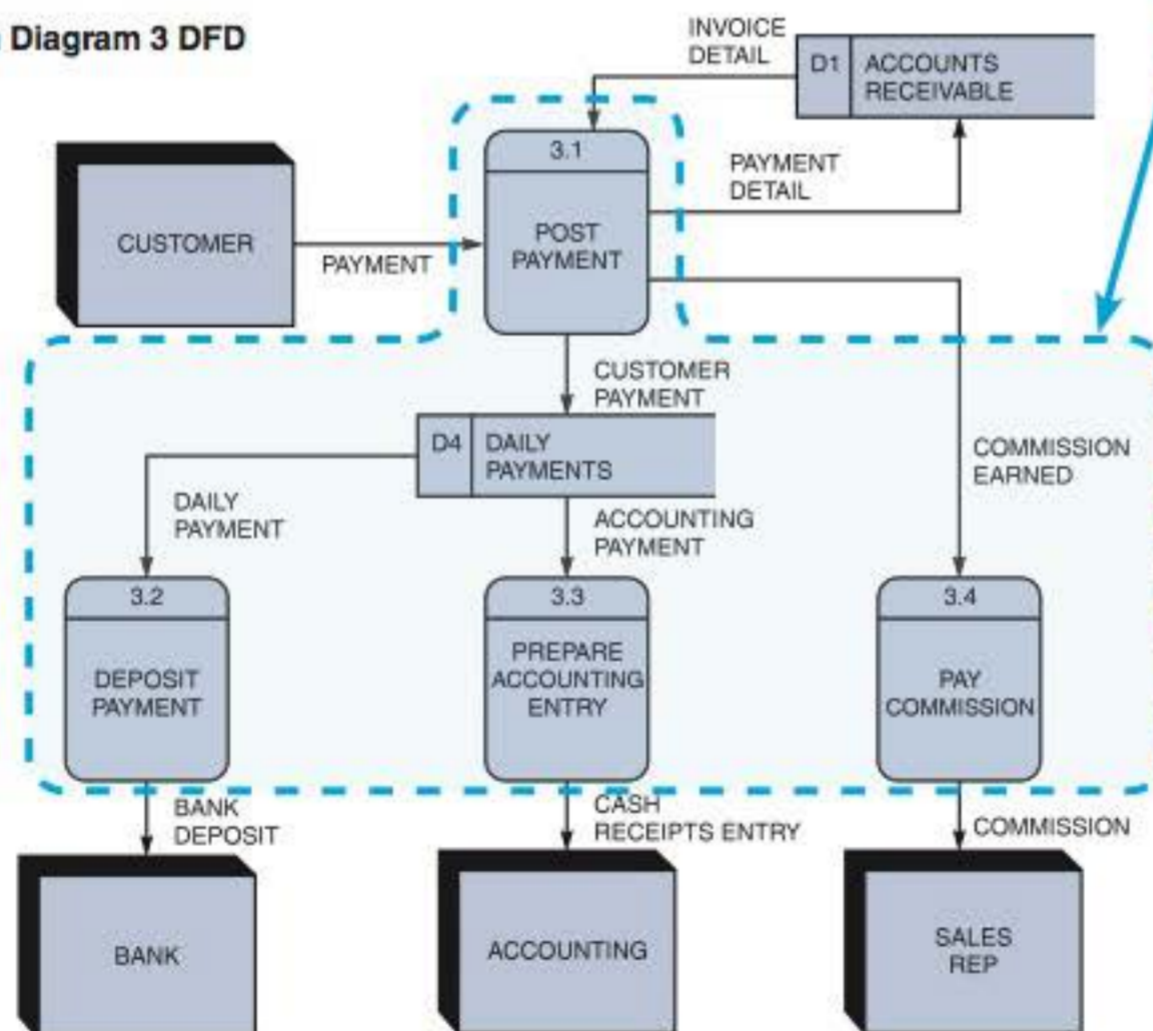 Diagram 3 DFD
INVOICE
DETAIL
D1
ACCOUNTS
RECEIVABLE
3.1
POST
PAYMENT
PAYMENT
DETAIL
CUSTOMER
PAYMENT
CUSTOMER
PAYMENT
D4
DAILY
PAYMENTS
COMMISSION
EARNED
DAILY
PAYMENT
ACCOUNTING
PAYMENT
3.2
DEPOSIT
PAYMENT
3.3
PREPARE
ACCOUNTING
ENTRY
3.4
PAY
COMMISSION
BANK
DEPOSIT
CASH
RECEIPTS ENTRY
COMMISSION
BANK
ACCOUNTING
SALES
REP